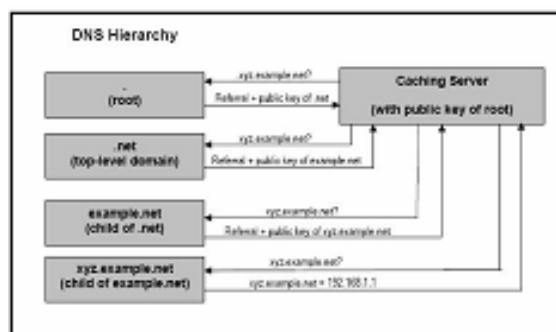 DNS Hierarchy
.
(root)
xyz.example.net?
Referral + public key of .net
Caching Server
(with public key of root)
.net
(top-level domain)
xyz.example.net?
Referral + public key of example.net
example.net
(child of .net)
xyz.example.net?
Referral + public key of xyz.example.net
xyz.example.net
(child of example.net)
xyz.example.net?
xyz.example.net = 192.168.1.1